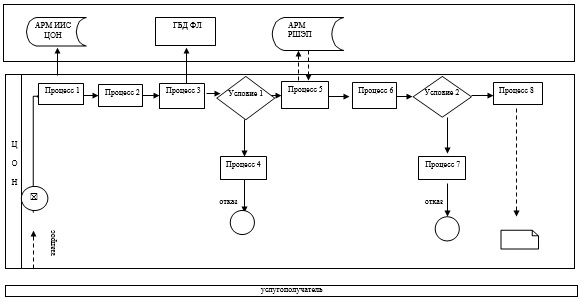 АРМ ИИС
ЦОН
ГБД ФЛ
АРМ
РШЭП
Процесс 1
Процесс 2
Процесс 3
Условие 1
Процесс 5
Процесс 6
Условие 2
Процесс 8
Ц
О
Н
Процесс 4
Процесс 7
отказ
отказ
запрос
услугополучатель